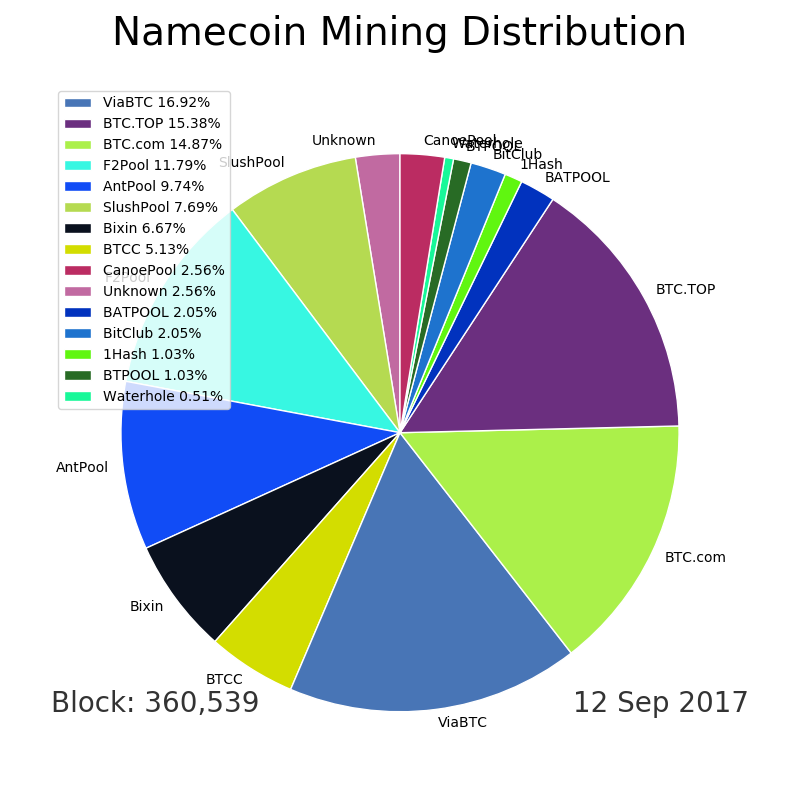 Namecoin Mining Distribution
ViaBTC 16.92%
BTC.TOP 15.38%
BTC.com 14.87%
F2Pool 11.79%
AntPool 9.74%
SlushPool 7.69%
Bixin 6.67%
BTCC 5.13%
CanoePool 2.56%
Unknown 2.56%
BATPOOL 2.05%
BitClub 2.05%
1Hash 1.03%
BTPOOL 1.03%
Waterhole 0.51%
Unknown
CanoePool
Waterhole
BTPOOL
BitClub
1Hash
BATPOOL
SlushPool
F2Pool
BTC.TOP
AntPool
BTC.com
Bixin
BTCC
ViaBTC
Block: 360,539
12 Sep 2017